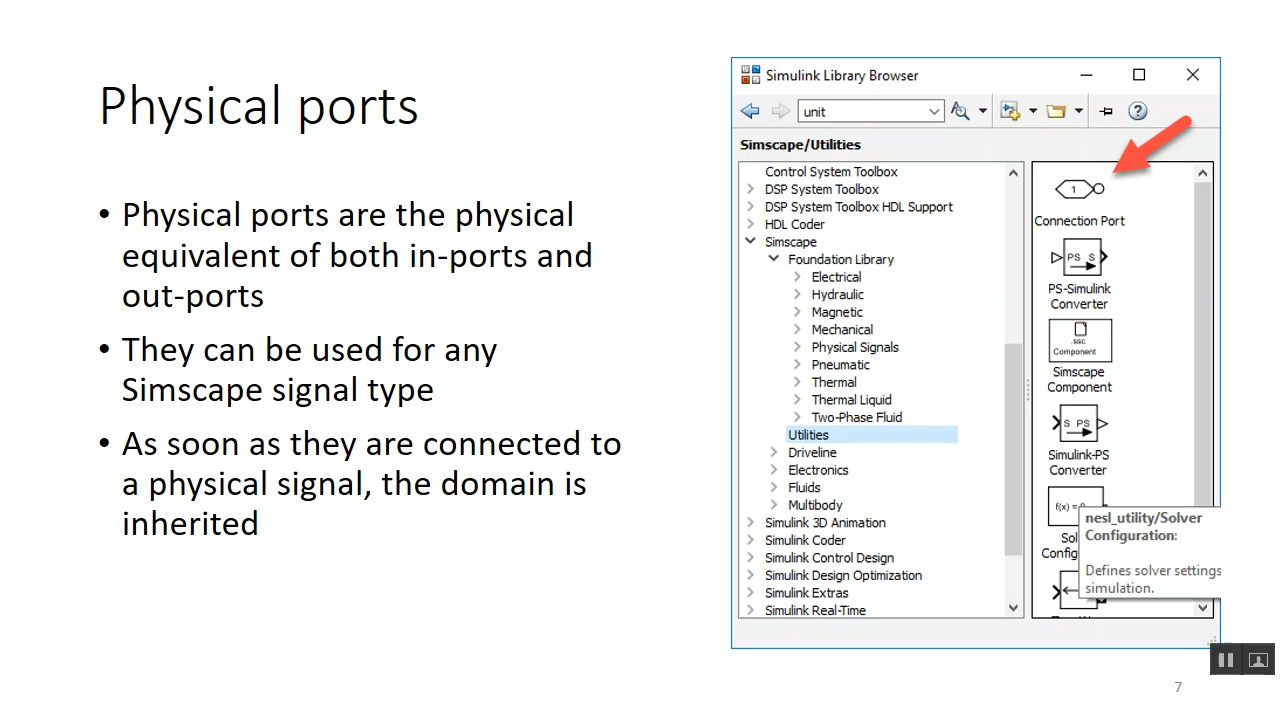 Physical ports
• Physical ports are the physical
equivalent of both in-ports and
out-ports
• They can be used for any
Simscape signal type
• As soon as they are connected to
a physical signal, the domain is
inherited
Simulink Library Browser
unit
Simscape/Utilities
Control System Toolbox
DSP System Toolbox
DSP System Toolbox HDL Support
HDL Coder
Simscape
Foundation Library
Electrical
Hydraulic
Magnetic
Mechanical
Physical Signals
Pneumatic
Thermal
Thermal Liquid
Two-Phase Fluid
Utilities
Driveline
Electronics
Fluids
Multibody
Simulink 3D Animation
Simulink Coder
Simulink Control Design
Simulink Design Optimization
Simulink Extras
Simulink Real-Time
1
Connection Port
PS S
PS-Simulink
Converter
.ssc
Component
Simscape
Component
S PS
Simulink-PS
Converter
f(x) =
nesl_utility/Solver
Configuration:
Defines solver settings
simulation.
7